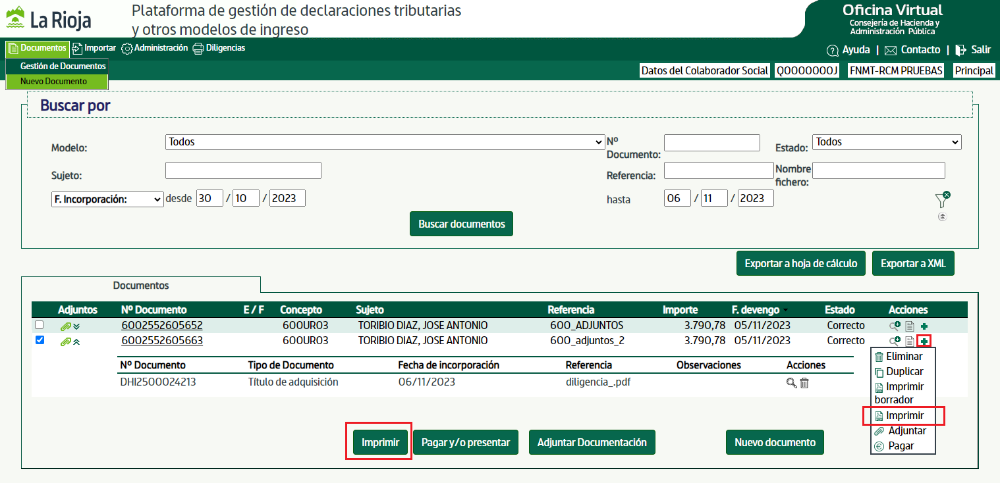 La Rioja
Plataforma de gestión de declaraciones tributarias
y otros modelos de ingreso
Oficina Virtual
Consejería de Hacienda y
Administración Pública
Documentos Importar Administración Diligencias
Ayuda | Contacto | Salir
Gestión de Documentos
Nuevo Documento
Datos del Colaborador Social Q0000000J FNMT-RCM PRUEBAS Principal
Buscar por
Modelo: Todos
Nº
Documento:
Estado: Todos
Sujeto:
Referencia:
Nombre
fichero:
F. Incorporación: desde 30 / 10 / 2023
hasta 06 / 11 / 2023
Buscar documentos
Exportar a hoja de cálculo Exportar a XML
Documentos
Adjuntos Nº Documento E / F Concepto Sujeto Referencia Importe F. devengo Estado Acciones
6002552605652 600UR03 TORIBIO DIAZ, JOSE ANTONIO 600_ADJUNTOS 3.790,78 05/11/2023 Correcto
6002552605663 600UR03 TORIBIO DIAZ, JOSE ANTONIO 600_adjuntos_2 3.790,78 05/11/2023 Correcto
Nº Documento Tipo de Documento Fecha de incorporación Referencia Observaciones Acciones
DHI2500024213 Título de adquisición 06/11/2023 diligencia_.pdf
Eliminar
Duplicar
Imprimir
borrador
Imprimir
Adjuntar
Pagar
Imprimir Pagar y/o presentar Adjuntar Documentación Nuevo documento